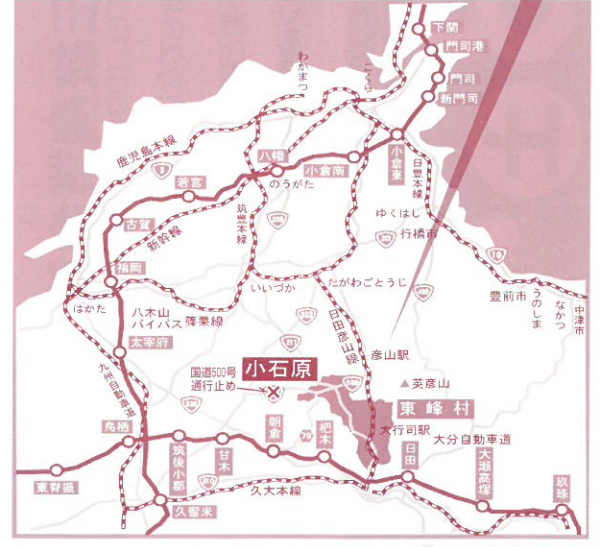 下関
門司港
門司
新門司
わかまつ
こくら
鹿児島本線
3
八幡
小倉南
小倉東
日豊本線
若宮
のうがた
古賀
新幹線
筑豊本線
ゆくはし
行橋市
10
福岡
いいづか
たがわごとうじ
豊前市
うのしま
なかつ
中津市
はかた
八木山
バイパス
篠栗線
日田彦山線
太宰府
彦山駅
国道500号
通行止め
小石原
英彦山
九州自動車道
500
東峰村
鳥栖
大行司駅
大分自動車道
筑後小郡
甘木
朝倉
杷木
日田
大瀬高塚
玖珠
東脊振
久留米
久大本線